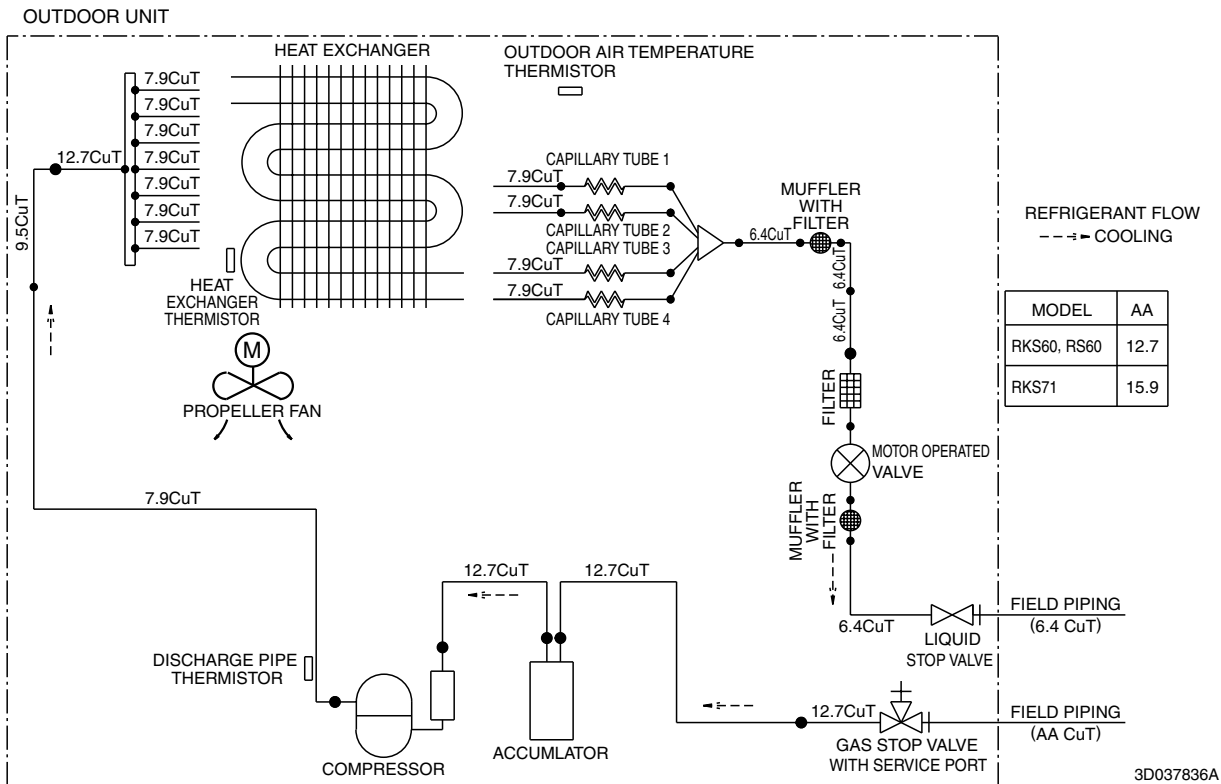 OUTDOOR UNIT
HEAT EXCHANGER
OUTDOOR AIR TEMPERATURE
THERMISTOR
7.9CuT
7.9CuT
7.9CuT
7.9CuT
7.9CuT
7.9CuT
7.9CuT
12.7CuT
9.5CuT
HEAT
EXCHANGER
THERMISTOR
M
PROPELLER FAN
CAPILLARY TUBE 1
7.9CuT
7.9CuT
CAPILLARY TUBE 2
CAPILLARY TUBE 3
7.9CuT
7.9CuT
CAPILLARY TUBE 4
6.4CuT
MUFFLER
WITH
FILTER
6.4CuT
6.4CuT
FILTER
MOTOR OPERATED
VALVE
MUFFLER
WITH
FILTER
REFRIGERANT FLOW
COOLING
MODEL AA
RKS60, RS60 12.7
RKS71 15.9
7.9CuT
12.7CuT
12.7CuT
6.4CuT
LIQUID
STOP VALVE
FIELD PIPING
(6.4 CuT)
DISCHARGE PIPE
THERMISTOR
COMPRESSOR
ACCUMLATOR
12.7CuT
GAS STOP VALVE
WITH SERVICE PORT
FIELD PIPING
(AA CuT)
3D037836A